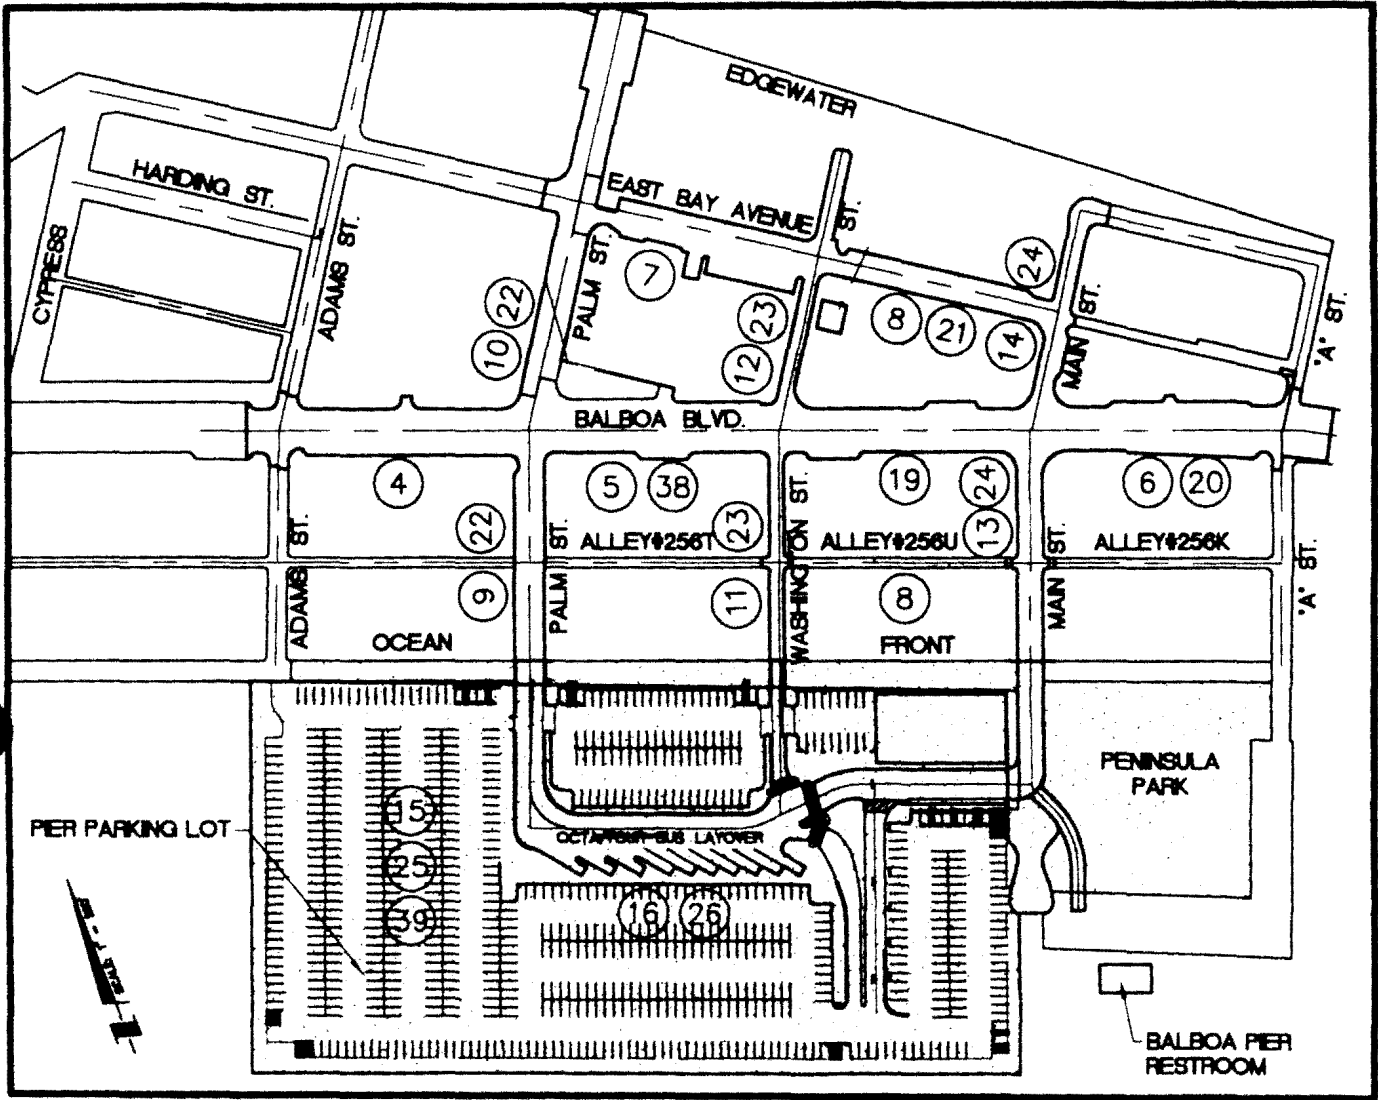 EDGEWATER
HARDING ST.
EAST BAY AVENUE
ST.
CYPRESS
ADAMS ST.
PALM ST.
7
24
22
23
8
21
14
10
12
MAIN ST.
"A" ST.
BALBOA BLVD.
4
5
38
19
24
6
20
22
23
13
ADAMS ST.
PALM ST.
ALLEY#256T
WASHINGTON ST.
ALLEY#256U
MAIN ST.
ALLEY#256K
"A" ST.
9
11
8
OCEAN
FRONT
PENINSULA
PARK
15
PIER PARKING LOT
BUS LAYOVER
25
39
16
26
BALBOA PIER
RESTROOM